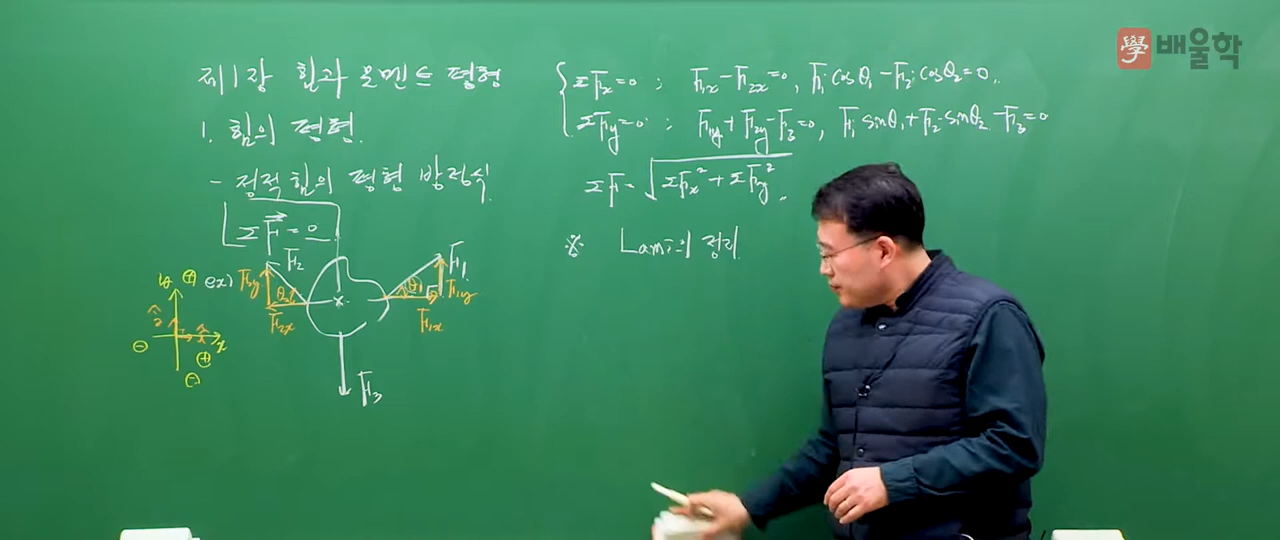 제1장 힘과 모멘트 평형
1. 힘의 평형.
- 정적 힘의 평형 방정식.
ΣF⃗ = 0
ex)
F₂
F₁
F₂y
θ₂
F₂x
θ₁
F₁y
F₁x
F₃
y ⊕
x
⊖
⊕
⊖
ΣFx=0 ; F₁x-F₂x=0, F₁·cosθ₁-F₂·cosθ₂=0.
ΣFy=0 ; F₁y+F₂y-F₃=0, F₁·sinθ₁+F₂·sinθ₂-F₃=0
ΣF=√ΣFx²+ΣFy²
※ Lami의 정리
學 배울학